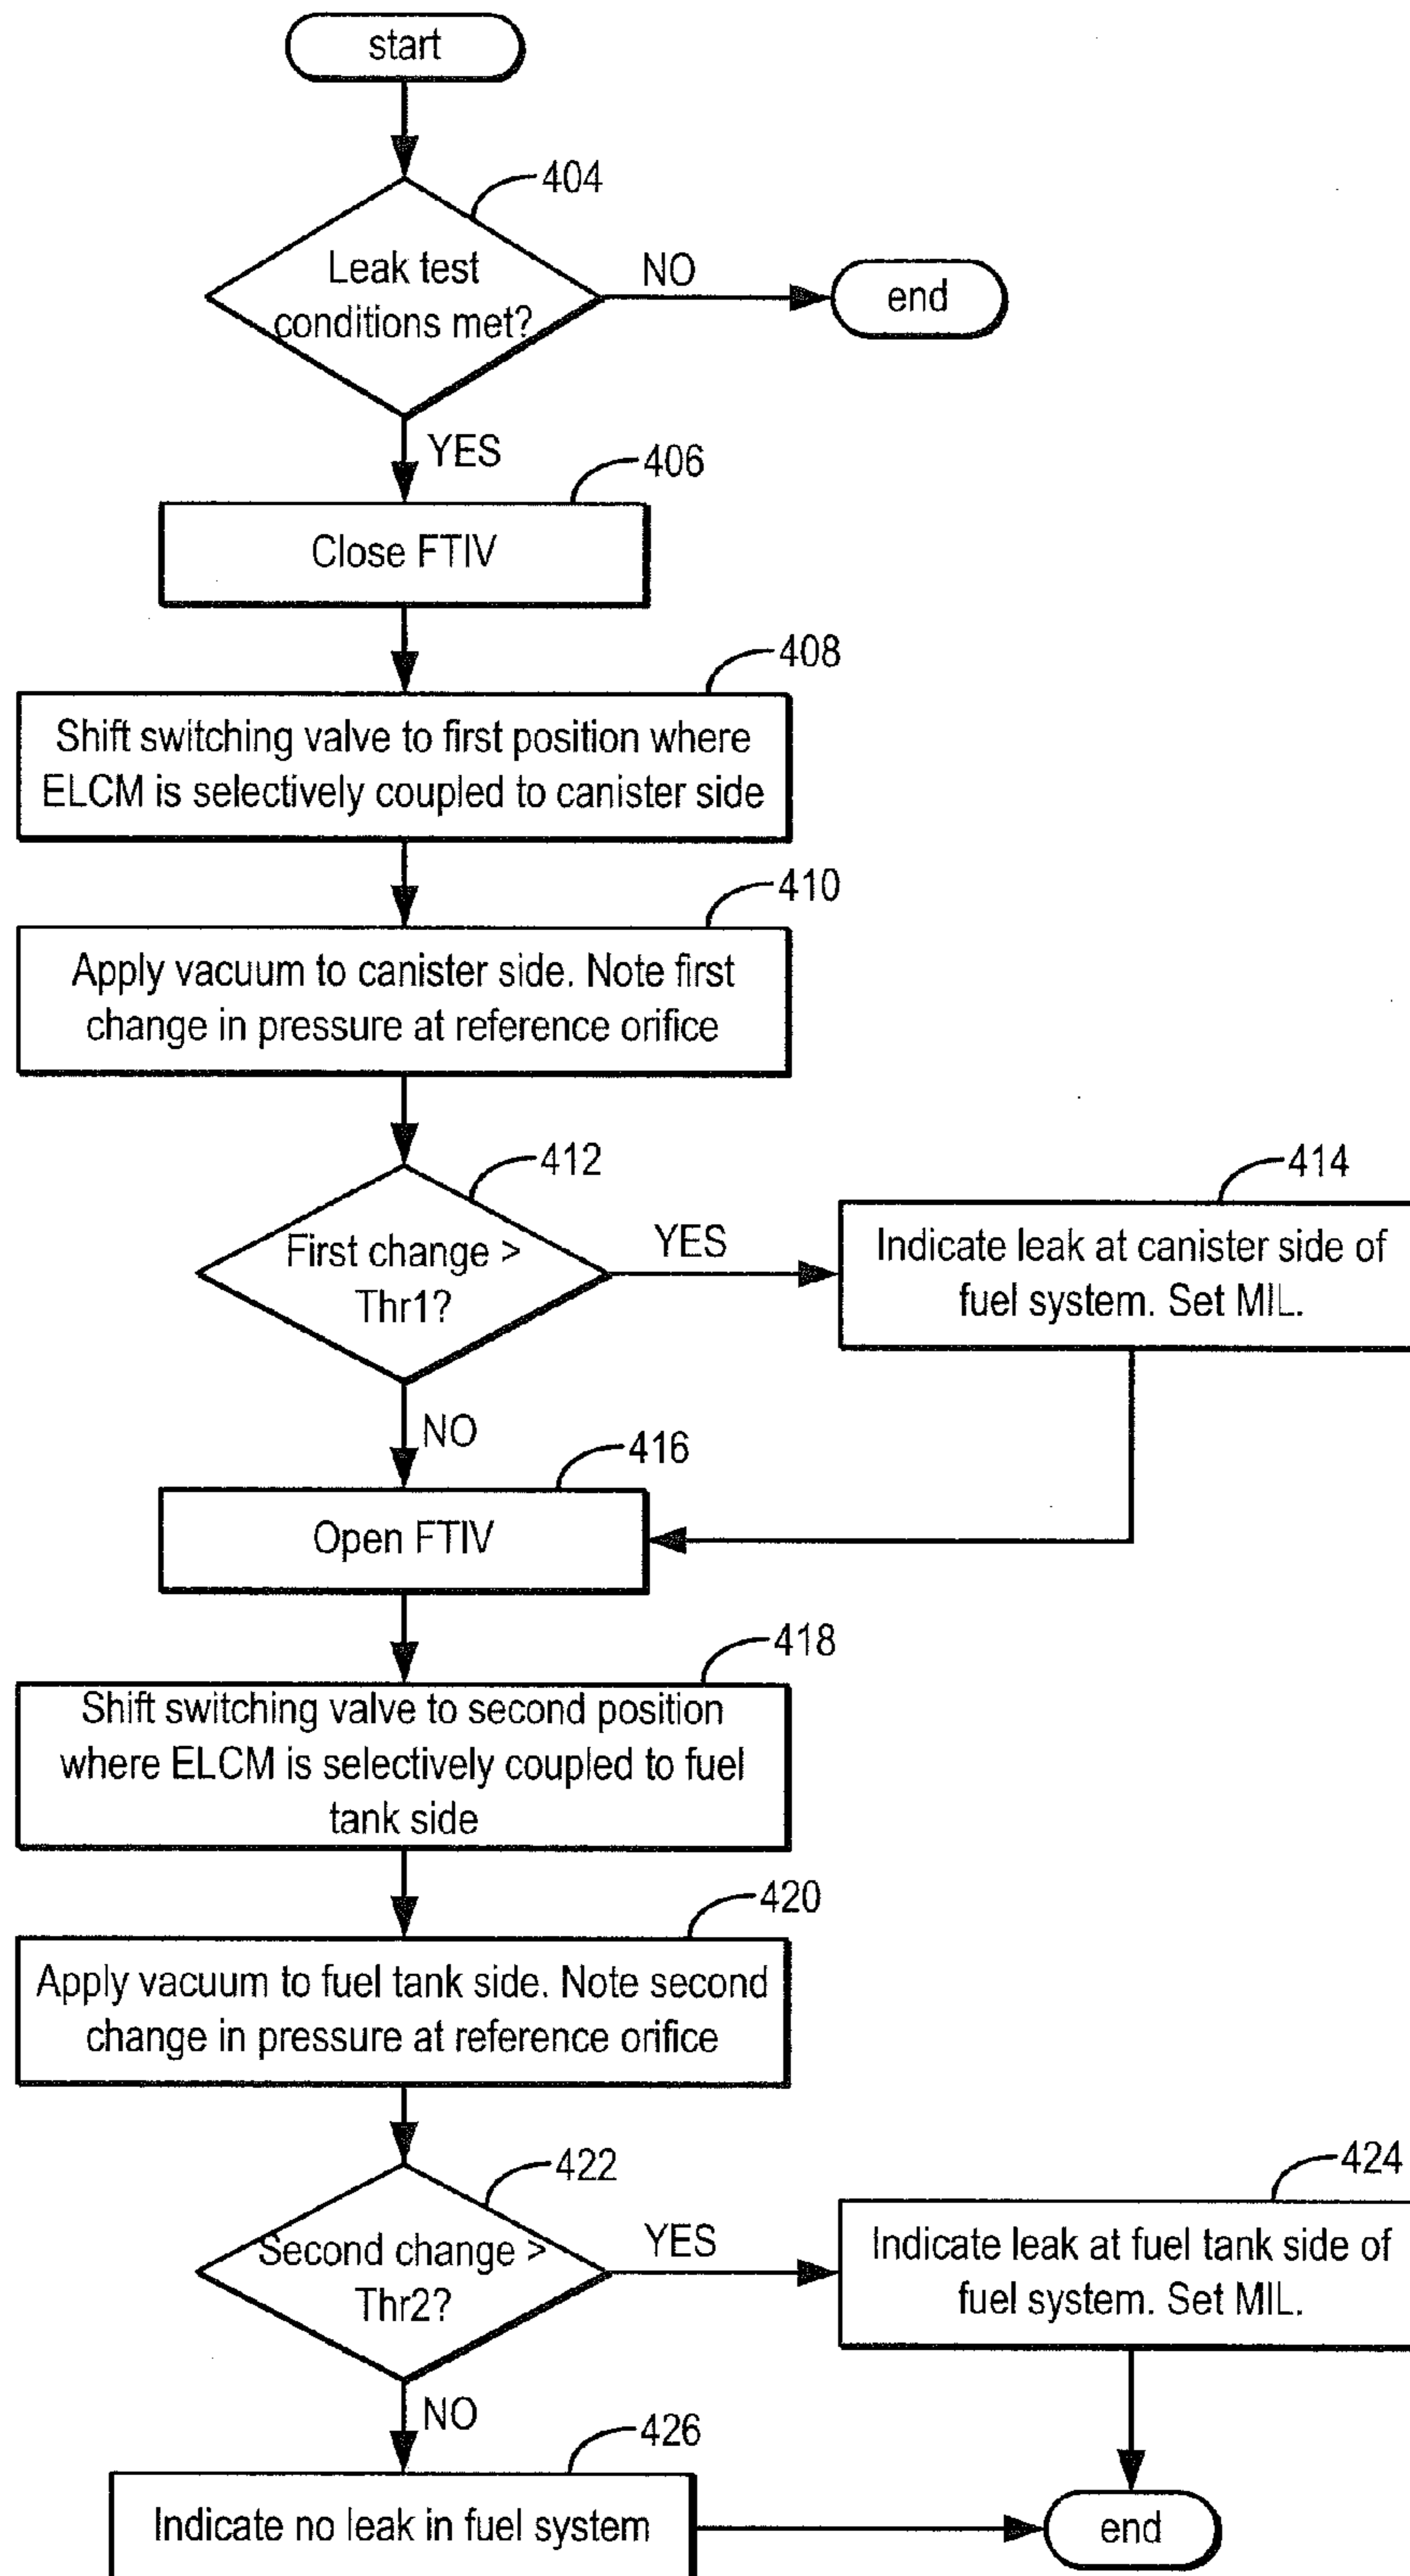 start
404
Leak test
conditions met?
NO
end
YES
406
Close FTIV
408
Shift switching valve to first position where
ELCM is selectively coupled to canister side
410
Apply vacuum to canister side. Note first
change in pressure at reference orifice
412
First change >
Thr1?
YES
414
Indicate leak at canister side of
fuel system. Set MIL.
NO
416
Open FTIV
418
Shift switching valve to second position
where ELCM is selectively coupled to fuel
tank side
420
Apply vacuum to fuel tank side. Note second
change in pressure at reference orifice
422
Second change >
Thr2?
YES
424
Indicate leak at fuel tank side of
fuel system. Set MIL.
NO
426
Indicate no leak in fuel system
end